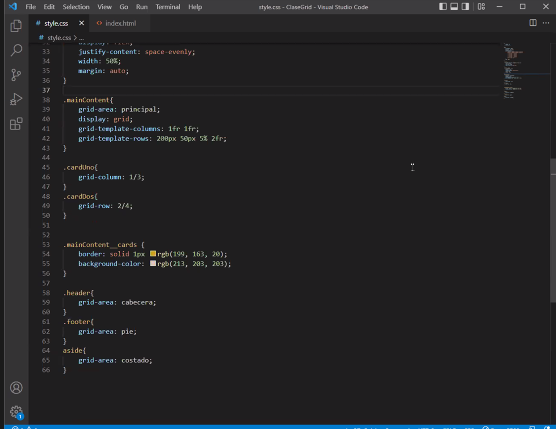 File Edit Selection View Go Run Terminal Help style.css - ClaseGrid - Visual Studio Code
# style.css × <> index.html
# style.css > ...
33 justify-content: space-evenly;
34 width: 50%;
35 margin: auto;
36 }
37
38 .mainContent{
39 grid-area: principal;
40 display: grid;
41 grid-template-columns: 1fr 1fr;
42 grid-template-rows: 200px 50px 5% 2fr;
43 }
44
45 .cardUno{
46 grid-column: 1/3;
47 }
48 .cardDos{
49 grid-row: 2/4;
50 }
51
52
53 .mainContent__cards {
54 border: solid 1px rgb(199, 163, 20);
55 background-color: rgb(213, 203, 203);
56 }
57
58 .header{
59 grid-area: cabecera;
60 }
61 .footer{
62 grid-area: pie;
63 }
64 aside{
65 grid-area: costado;
66 }
1